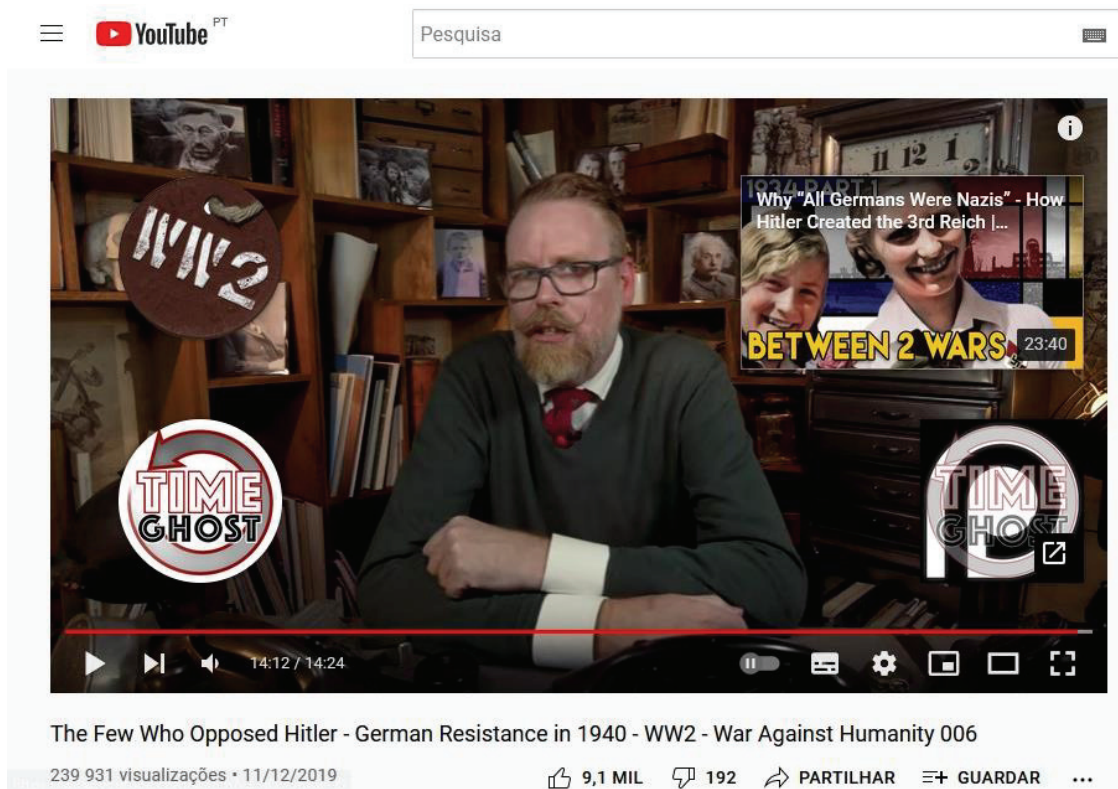 YouTube PT
Pesquisa
11 12 1
1934 PART 1
Why "All Germans Were Nazis" - How
Hitler Created the 3rd Reich |...
WW2
BETWEEN 2 WARS
23:40
TIME
GHOST
TIME
GHOST
14:12 / 14:24
The Few Who Opposed Hitler - German Resistance in 1940 - WW2 - War Against Humanity 006
239 931 visualizações • 11/12/2019
9,1 MIL 192 PARTILHAR GUARDAR